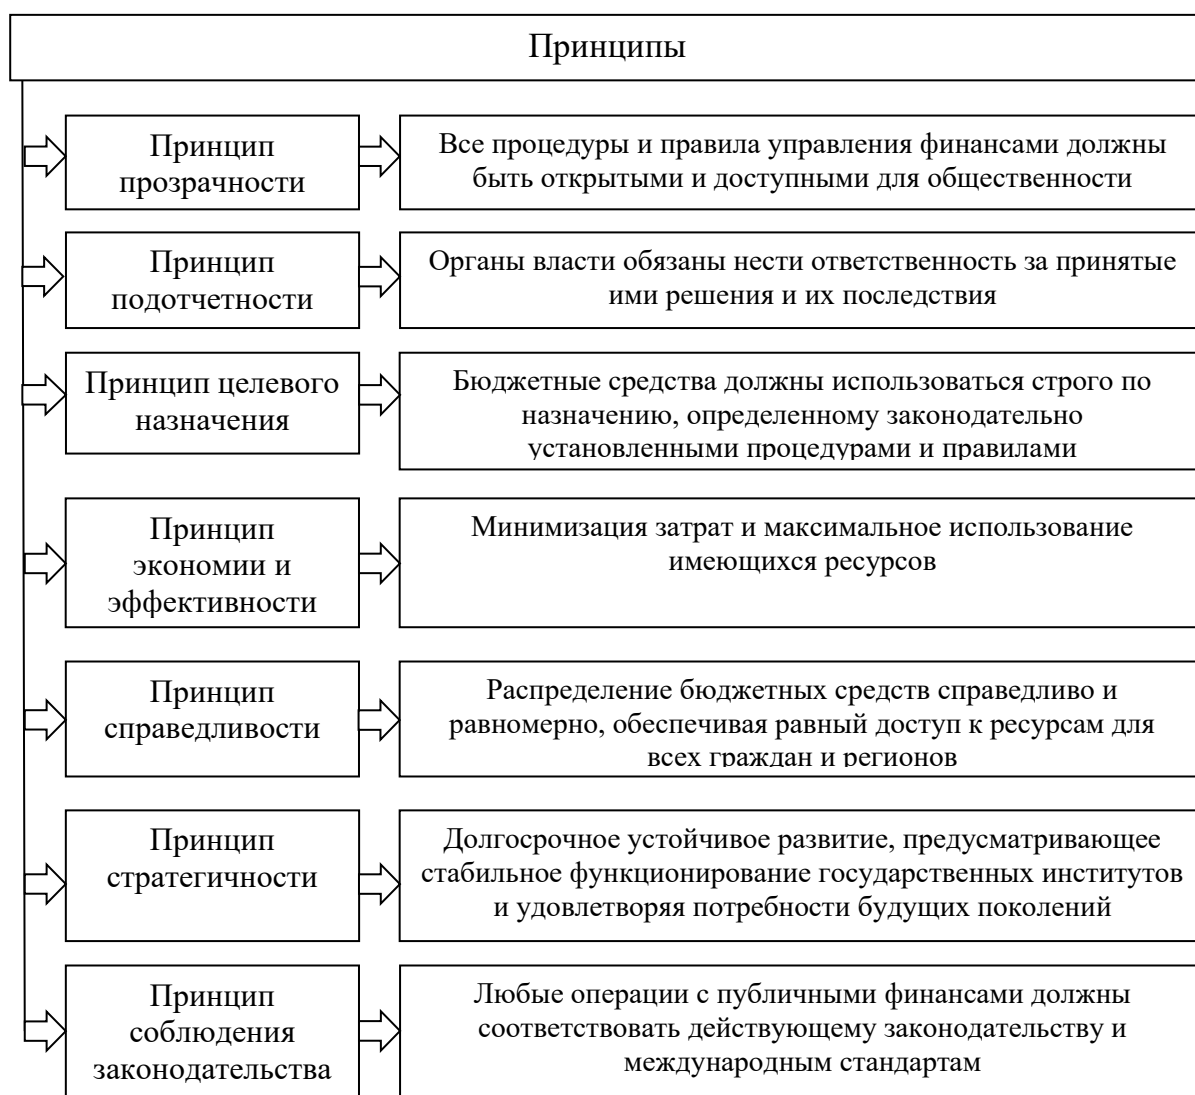 Принципы
Принцип
прозрачности
Все процедуры и правила управления финансами должны
быть открытыми и доступными для общественности
Принцип
подотчетности
Органы власти обязаны нести ответственность за принятые
ими решения и их последствия
Принцип целевого
назначения
Бюджетные средства должны использоваться строго по
назначению, определенному законодательно
установленными процедурами и правилами
Принцип
экономии и
эффективности
Минимизация затрат и максимальное использование
имеющихся ресурсов
Принцип
справедливости
Распределение бюджетных средств справедливо и
равномерно, обеспечивая равный доступ к ресурсам для
всех граждан и регионов
Принцип
стратегичности
Долгосрочное устойчивое развитие, предусматривающее
стабильное функционирование государственных институтов
и удовлетворяя потребности будущих поколений
Принцип
соблюдения
законодательства
Любые операции с публичными финансами должны
соответствовать действующему законодательству и
международным стандартам